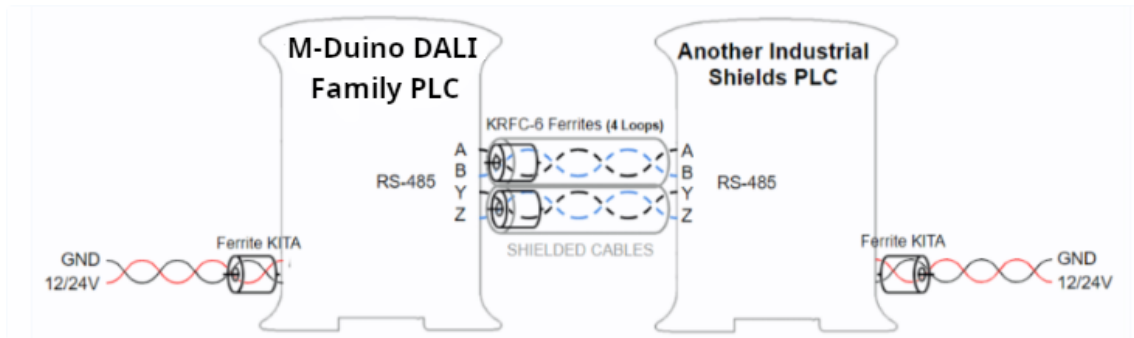 M-Duino DALI
Family PLC
Another Industrial
Shields PLC
KRFC-6 Ferrites (4 Loops)
A
B
Y
Z
RS-485
A
B
Y
Z
RS-485
SHIELDED CABLES
Ferrite KITA
GND
12/24V
Ferrite KITA
GND
12/24V